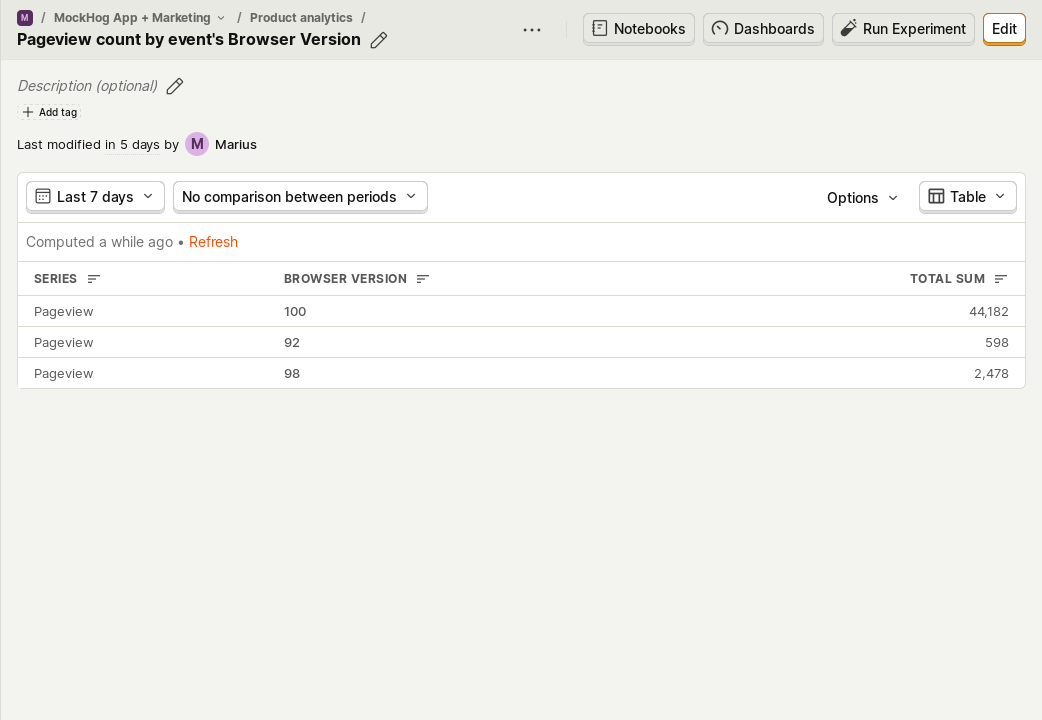 M / MockHog App + Marketing / Product analytics /
Pageview count by event's Browser Version
Notebooks Dashboards Run Experiment Edit
Description (optional)
Add tag
Last modified in 5 days by M Marius
Last 7 days No comparison between periods Options Table
Computed a while ago • Refresh
SERIES BROWSER VERSION TOTAL SUM
Pageview 100 44,182
Pageview 92 598
Pageview 98 2,478